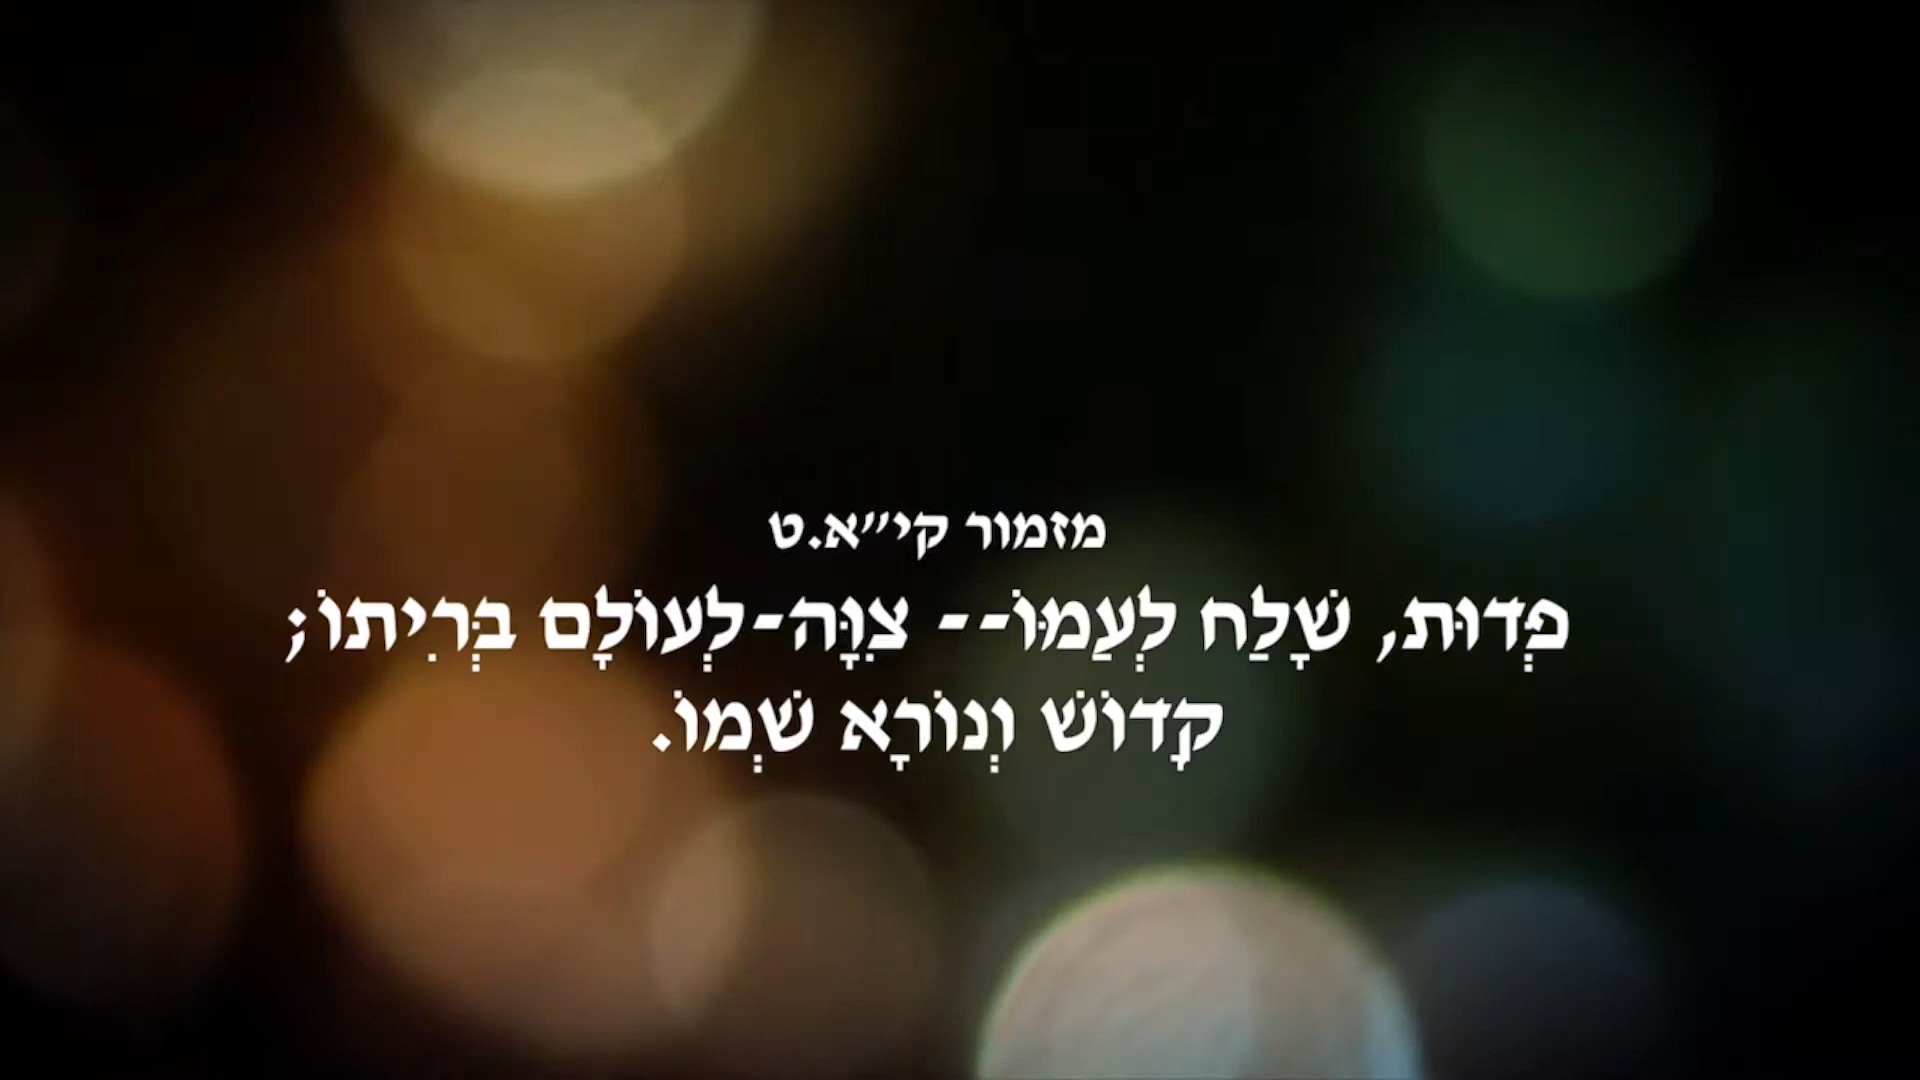 מזמור קי״א.ט
פְּדוּת, שָׁלַח לְעַמּוֹ-- צִוָּה-לְעוֹלָם בְּרִיתוֹ;
קָדוֹשׁ וְנוֹרָא שְׁמוֹ.